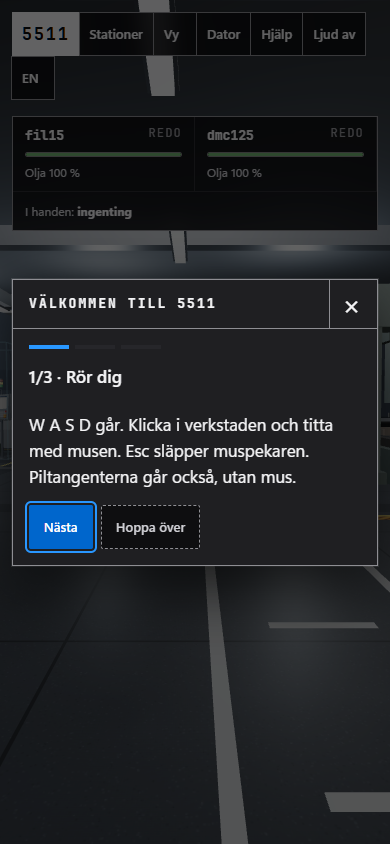 5511 Stationer Vy Dator Hjälp Ljud av
EN
fil15 REDO dmc125 REDO
Olja 100 % Olja 100 %
I handen: ingenting
VÄLKOMMEN TILL 5511 ×
1/3 · Rör dig
W A S D går. Klicka i verkstaden och titta
med musen. Esc släpper muspekaren.
Piltangenterna går också, utan mus.
Nästa Hoppa över